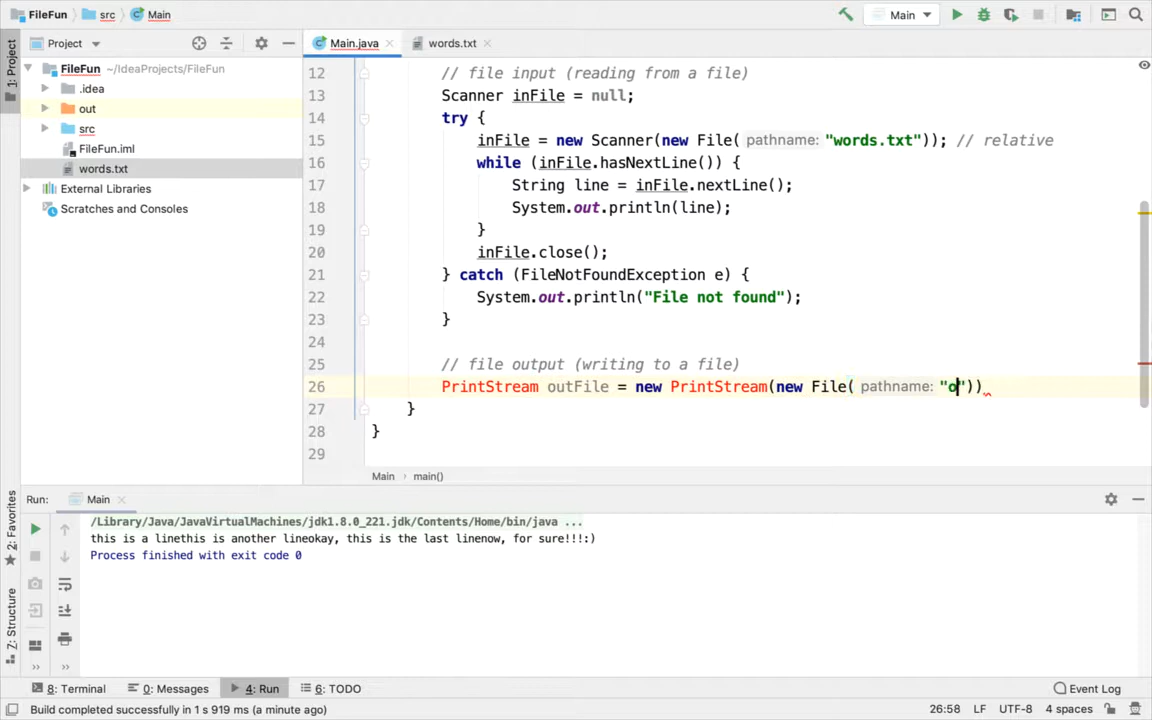 FileFun src Main Main
Project Main.java words.txt
1: Project
FileFun ~/IdeaProjects/FileFun
.idea
out
src
FileFun.iml
words.txt
External Libraries
Scratches and Consoles
12 // file input (reading from a file)
13 Scanner inFile = null;
14 try {
15 inFile = new Scanner(new File( pathname: "words.txt")); // relative
16 while (inFile.hasNextLine()) {
17 String line = inFile.nextLine();
18 System.out.println(line);
19 }
20 inFile.close();
21 } catch (FileNotFoundException e) {
22 System.out.println("File not found");
23 }
24
25 // file output (writing to a file)
26 PrintStream outFile = new PrintStream(new File( pathname: "o"))
27 }
28 }
29
Main main()
Run: Main
/Library/Java/JavaVirtualMachines/jdk1.8.0_221.jdk/Contents/Home/bin/java ...
this is a linethis is another lineokay, this is the last linenow, for sure!!!:)
Process finished with exit code 0
2: Favorites
7: Structure
8: Terminal 0: Messages 4: Run 6: TODO Event Log
Build completed successfully in 1 s 919 ms (a minute ago) 26:58 LF UTF-8 4 spaces